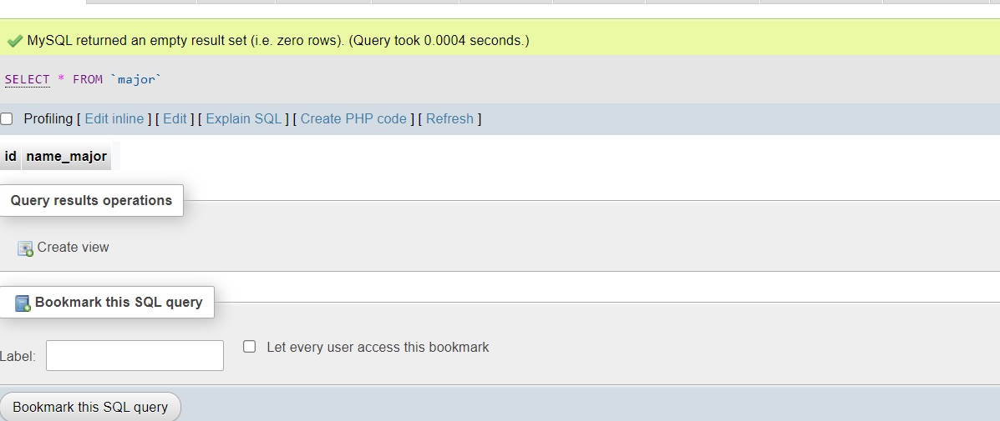 MySQL returned an empty result set (i.e. zero rows). (Query took 0.0004 seconds.)
SELECT * FROM `major`
Profiling [ Edit inline ] [ Edit ] [ Explain SQL ] [ Create PHP code ] [ Refresh ]
id name_major
Query results operations
Create view
Bookmark this SQL query
Label: Let every user access this bookmark
Bookmark this SQL query